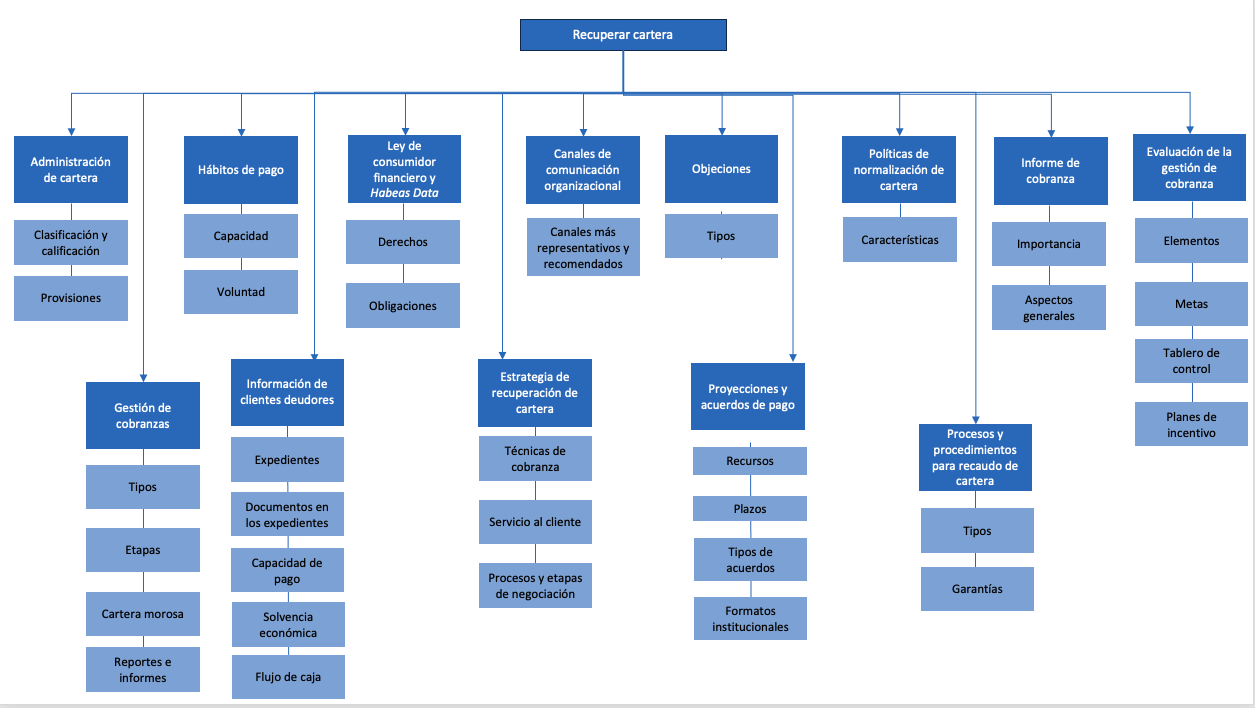 Recuperar cartera
Administración
de cartera
Clasificación y
calificación
Provisiones
Hábitos de pago
Capacidad
Voluntad
Ley de
consumidor
financiero y
Habeas Data
Derechos
Obligaciones
Canales de
comunicación
organizacional
Canales más
representativos y
recomendados
Objeciones
Tipos
Políticas de
normalización de
cartera
Características
Informe de
cobranza
Importancia
Aspectos
generales
Evaluación de la
gestión de
cobranza
Elementos
Metas
Tablero de
control
Planes de
incentivo
Gestión de
cobranzas
Tipos
Etapas
Cartera morosa
Reportes e
informes
Información de
clientes deudores
Expedientes
Documentos en
los expedientes
Capacidad de
pago
Solvencia
económica
Flujo de caja
Estrategia de
recuperación de
cartera
Técnicas de
cobranza
Servicio al cliente
Procesos y etapas
de negociación
Proyecciones y
acuerdos de pago
Recursos
Plazos
Tipos de
acuerdos
Formatos
institucionales
Procesos y
procedimientos
para recaudo de
cartera
Tipos
Garantías